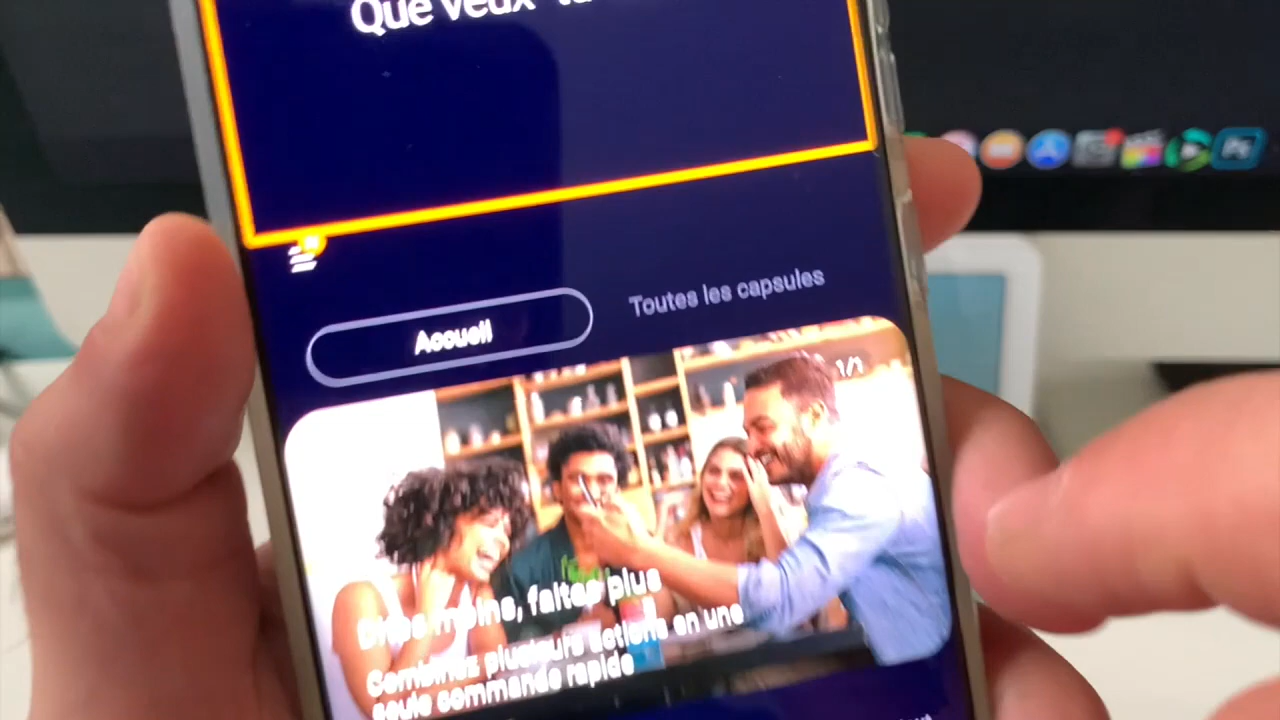 Que veux-
Accueil
Toutes les capsules
1/1
Dites moins, faites plus
Combinez plusieurs actions en une
seule commande rapide